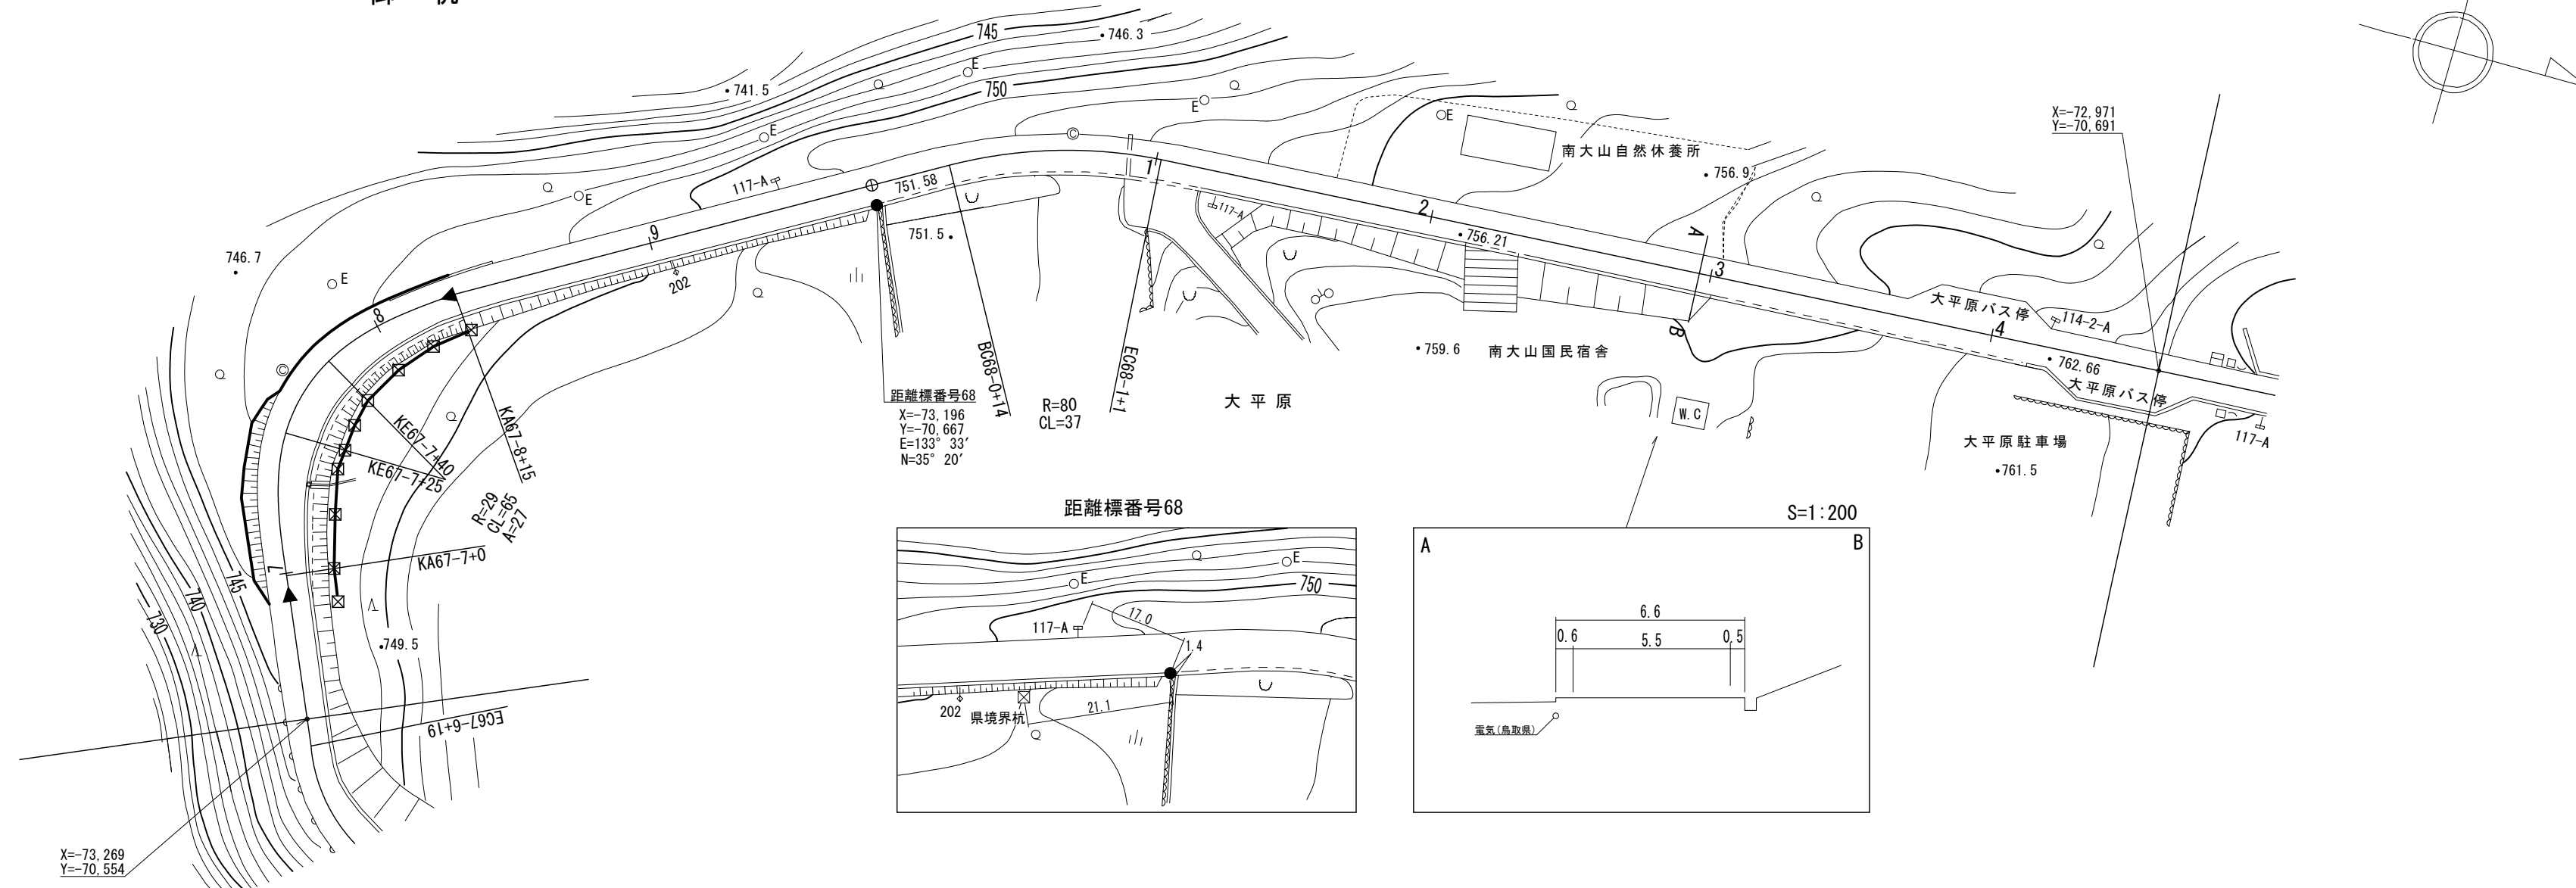 745
746.3
E
741.5
750
E
E
E
E
117-A
751.58
1
南大山自然休養所
756.9
X=-72,971
Y=-70,691
746.7
E
9
751.5
117-A
2
756.21
A
3
大平原バス停
114-2-A
4
762.66
大平原バス停
117-A
202
8
759.6
南大山国民宿舎
B
W.C
大平原駐車場
761.5
大平原
BC68-0+14
EC68-1+1
R=80
CL=37
距離標番号68
X=-73,196
Y=-70,667
E=133° 33′
N=35° 20′
KA67-8+15
KE67-7+40
KE67-7+25
R=29
CL=65
A=27
KA67-7+0
7
745
740
730
749.5
EC67-6+19
X=-73,269
Y=-70,554
距離標番号68
E
E
750
17.0
117-A
1.4
202
県境界杭
21.1
S=1:200
A
B
6.6
0.6
5.5
0.5
電気(鳥取県)